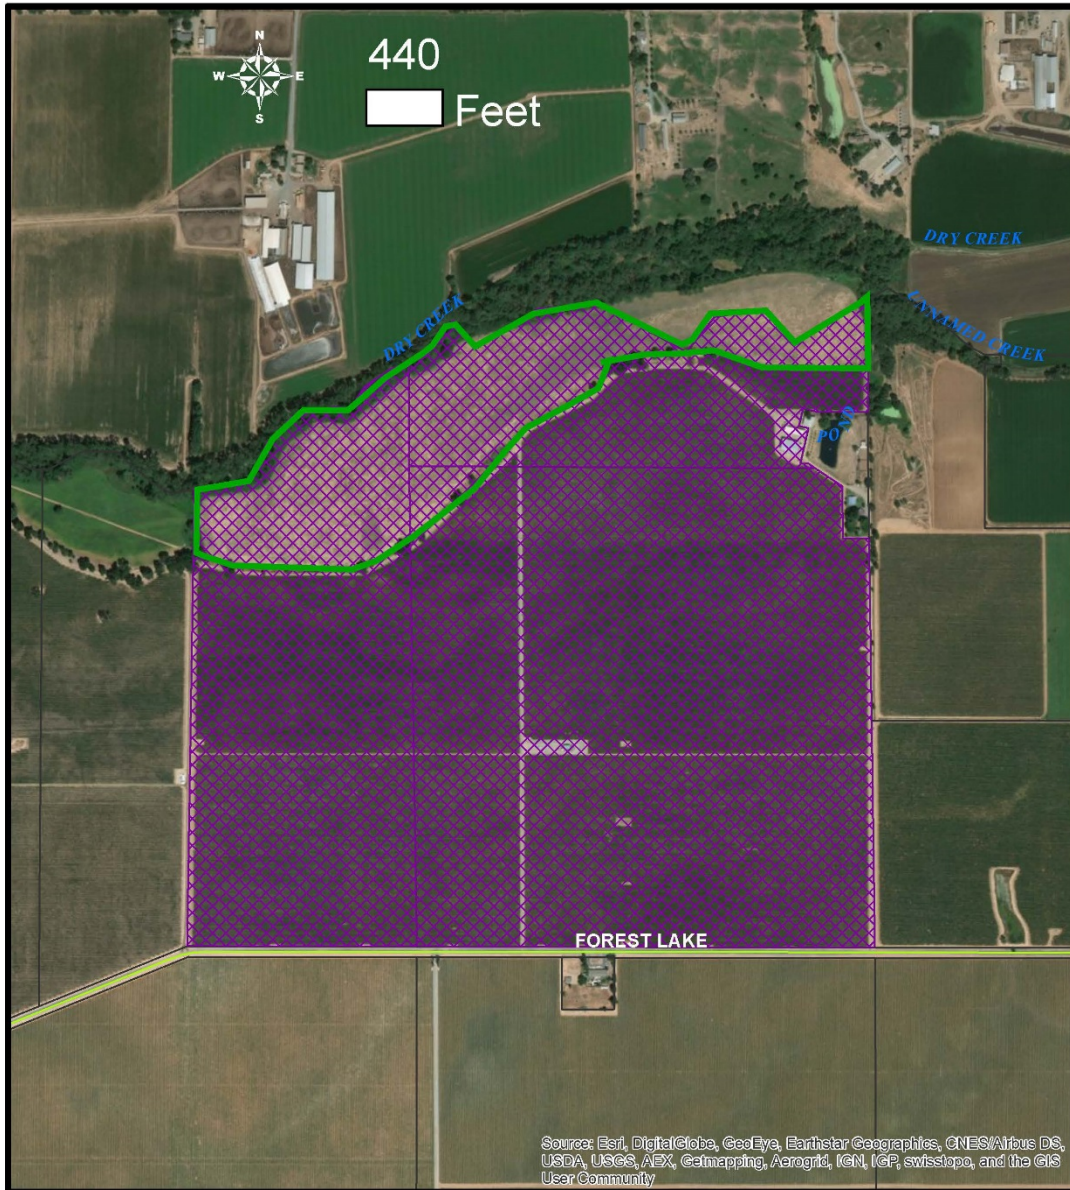 N
W E
S
440
Feet
DRY CREEK
DRY CREEK
UNNAMED CREEK
POND
FOREST LAKE
Source: Esri, DigitalGlobe, GeoEye, Earthstar Geographics, CNES/Airbus DS,
USDA, USGS, AEX, Getmapping, Aerogrid, IGN, IGP, swisstopo, and the GIS
User Community